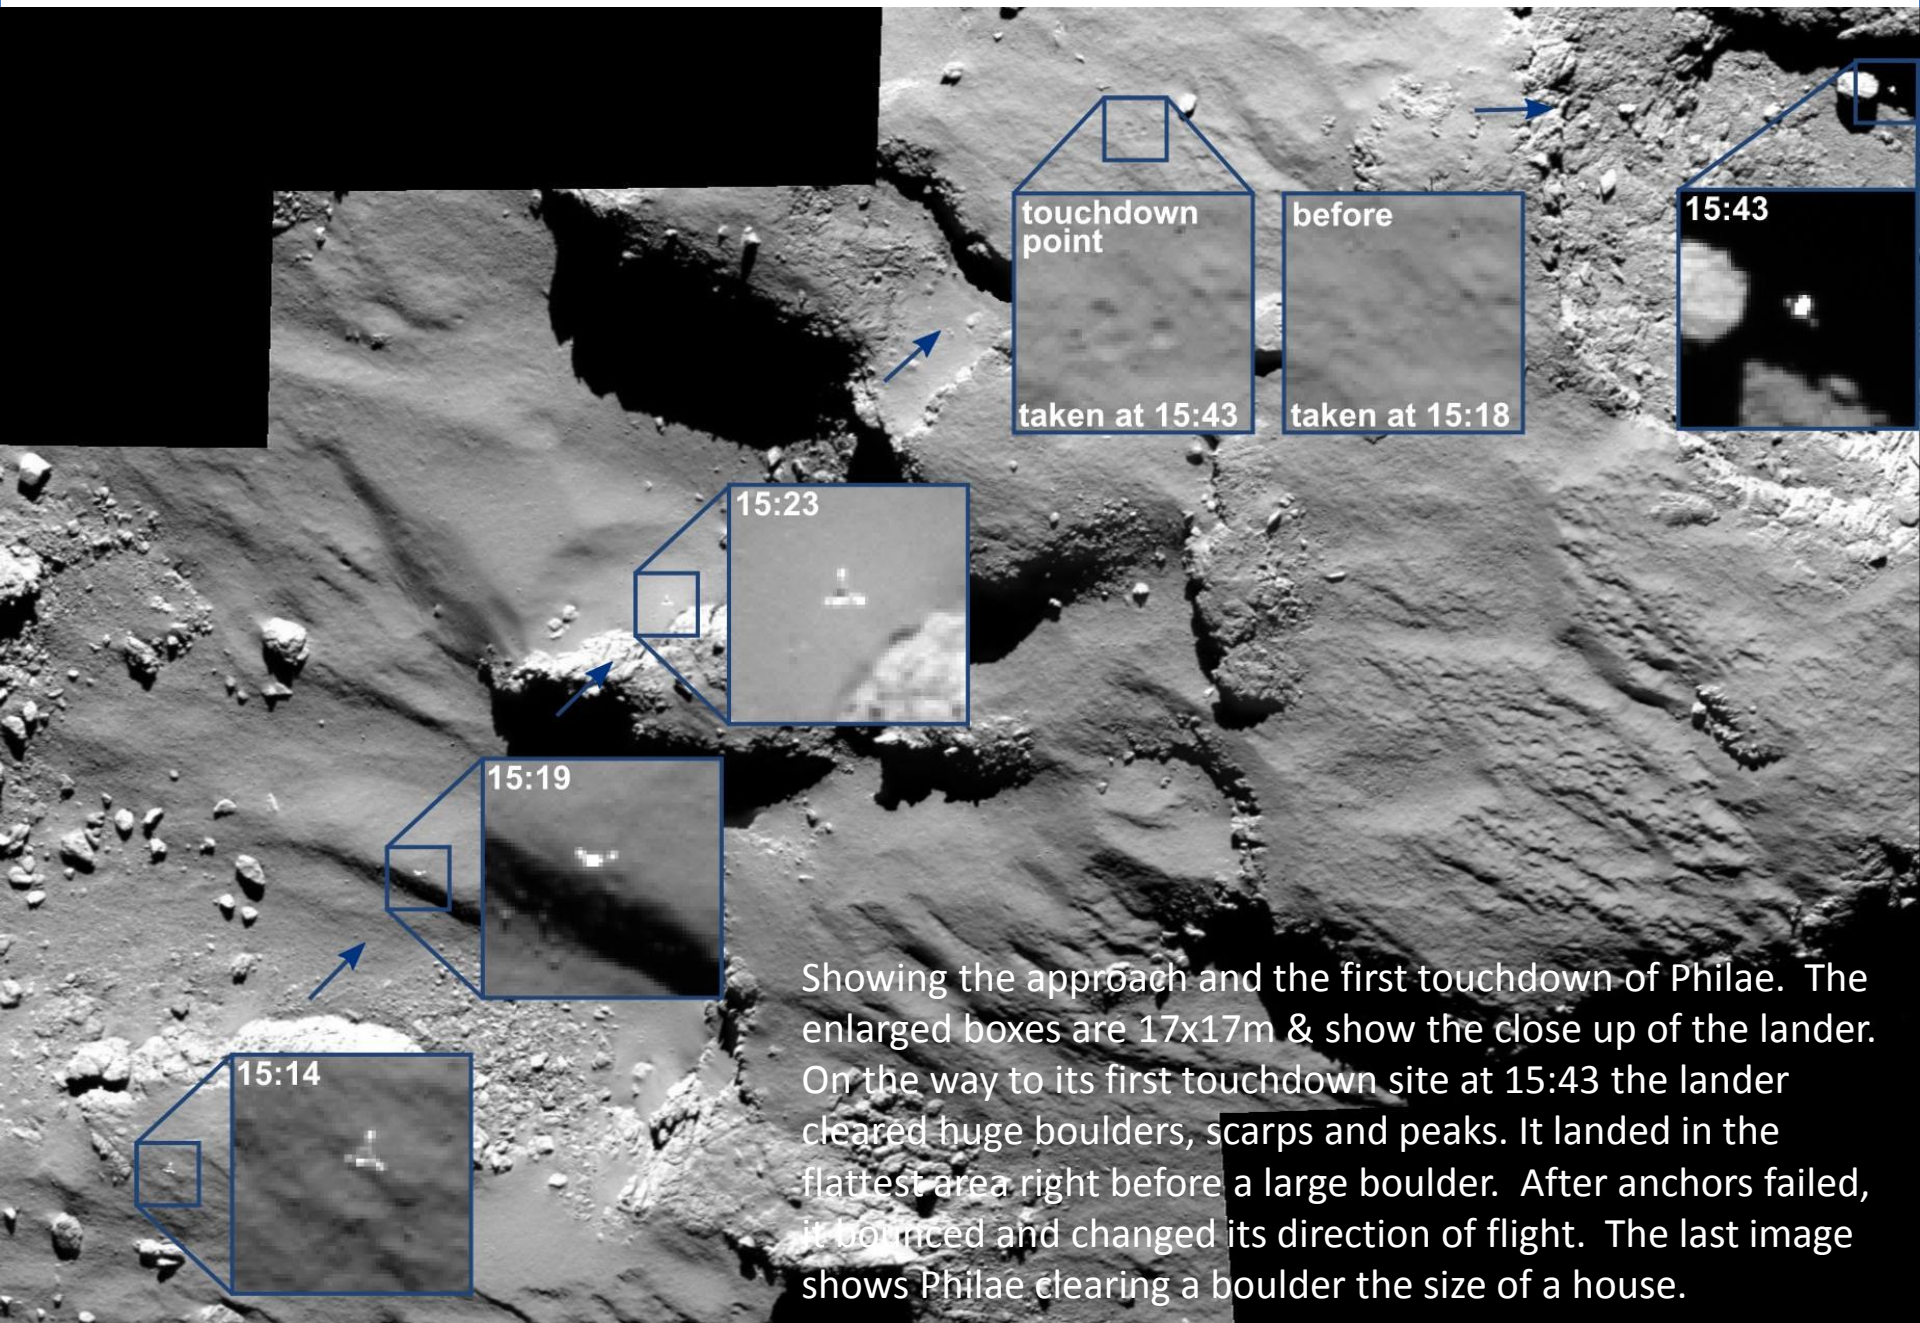 touchdown
point
taken at 15:43
before
taken at 15:18
15:43
15:23
15:19
15:14
Showing the approach and the first touchdown of Philae.  The
enlarged boxes are 17x17m & show the close up of the lander.
On the way to its first touchdown site at 15:43 the lander
cleared huge boulders, scarps and peaks. It landed in the
flattest area right before a large boulder.  After anchors failed,
it bounced and changed its direction of flight.  The last image
shows Philae clearing a boulder the size of a house.